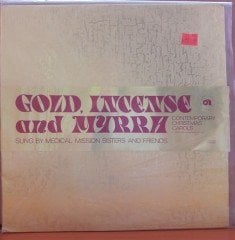 GOLD, INCENSE
and MYRRH
CONTEMPORARY
CHRISTMAS
CAROLS
SUNG BY MEDICAL MISSION SISTERS AND FRIENDS